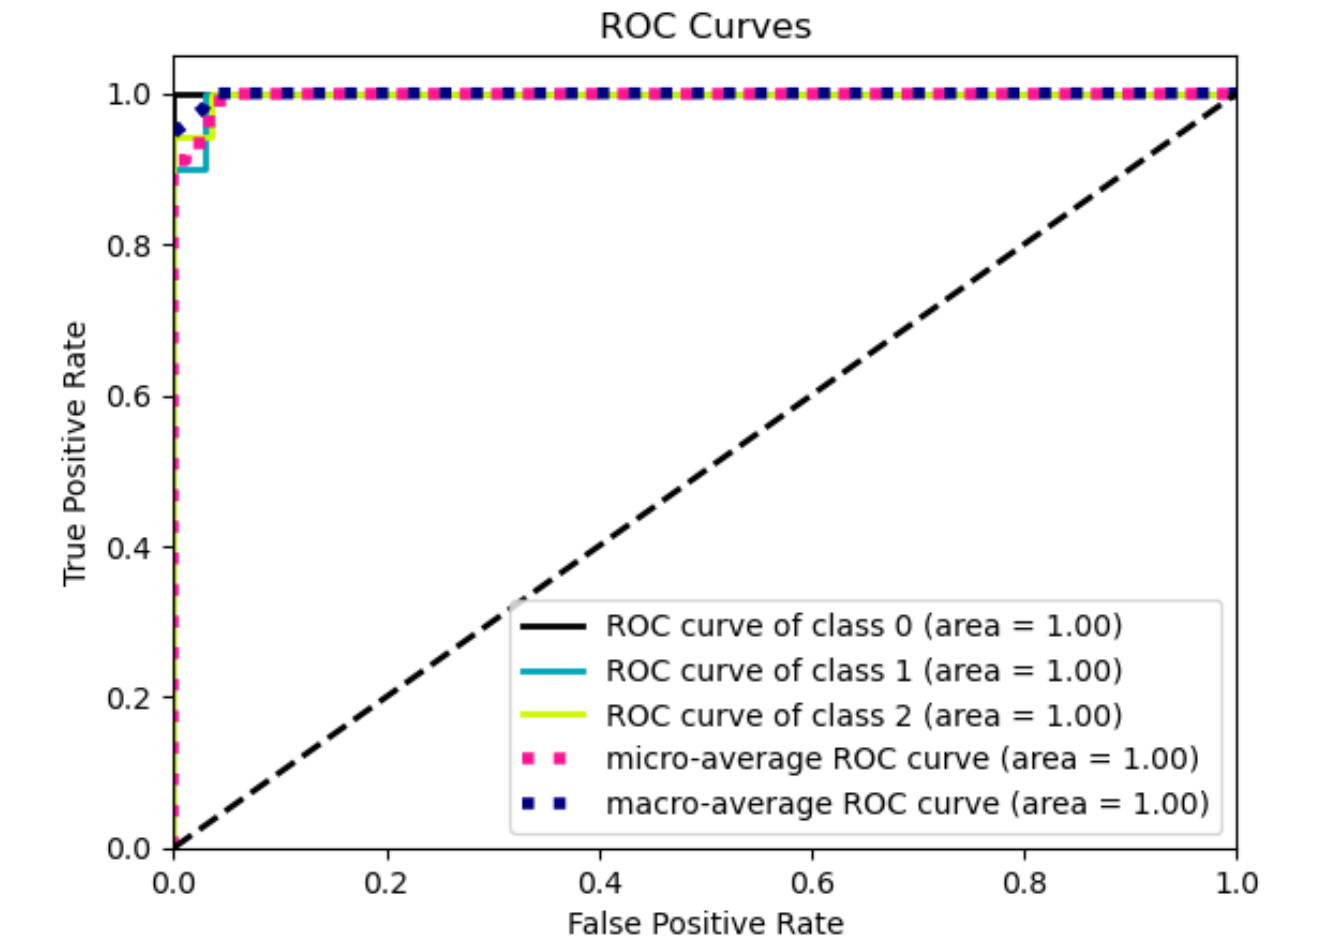 ROC Curves
1.0
0.8
0.6
0.4
0.2
0.0
True Positive Rate
ROC curve of class 0 (area = 1.00)
ROC curve of class 1 (area = 1.00)
ROC curve of class 2 (area = 1.00)
micro-average ROC curve (area = 1.00)
macro-average ROC curve (area = 1.00)
0.0 0.2 0.4 0.6 0.8 1.0
False Positive Rate